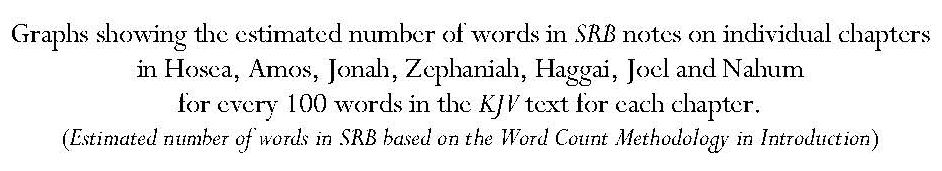 Graphs showing the estimated number of words in SRB notes on individual chapters
in Hosea, Amos, Jonah, Zephaniah, Haggai, Joel and Nahum
for every 100 words in the KJV text for each chapter.
(Estimated number of words in SRB based on the Word Count Methodology in Introduction)